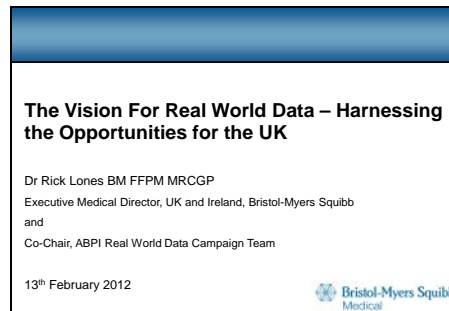 The Vision For Real World Data – Harnessing
the Opportunities for the UK
Dr Rick Lones BM FFPM MRCGP
Executive Medical Director, UK and Ireland, Bristol-Myers Squibb
and
Co-Chair, ABPI Real World Data Campaign Team
13th February 2012
Bristol-Myers Squibb
Medical